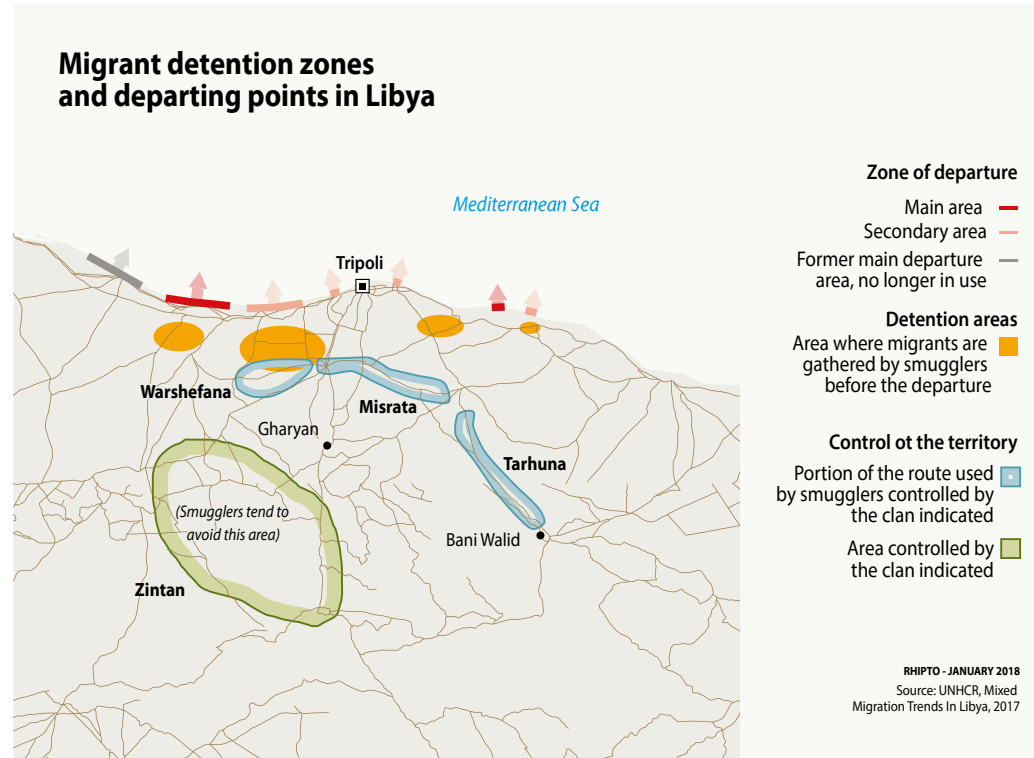 Migrant detention zones
and departing points in Libya
Mediterranean Sea
Tripoli
Warshefana
Misrata
Gharyan
Tarhuna
(Smugglers tend to
avoid this area)
Bani Walid
Zintan
Zone of departure
Main area
Secondary area
Former main departure
area, no longer in use
Detention areas
Area where migrants are
gathered by smugglers
before the departure
Control ot the territory
Portion of the route used
by smugglers controlled by
the clan indicated
Area controlled by
the clan indicated
RHIPTO - JANUARY 2018
Source: UNHCR, Mixed
Migration Trends In Libya, 2017